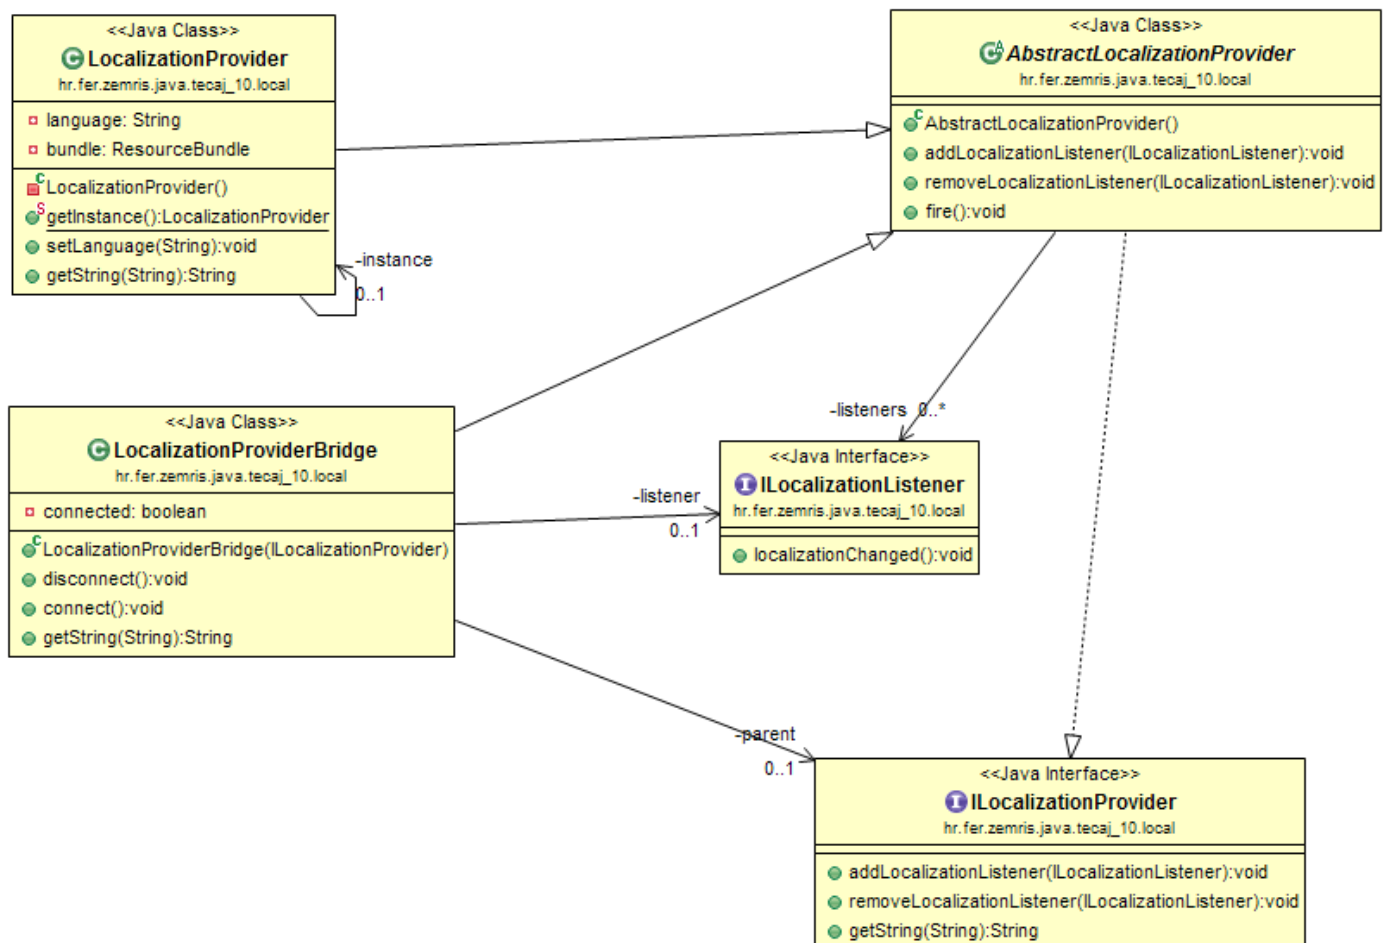 <<Java Class>>
LocalizationProvider
hr.fer.zemris.java.tecaj_10.local
language: String
bundle: ResourceBundle
LocalizationProvider()
getInstance():LocalizationProvider
setLanguage(String):void
getString(String):String
-instance
0..1
<<Java Class>>
AbstractLocalizationProvider
hr.fer.zemris.java.tecaj_10.local
AbstractLocalizationProvider()
addLocalizationListener(ILocalizationListener):void
removeLocalizationListener(ILocalizationListener):void
fire():void
<<Java Class>>
LocalizationProviderBridge
hr.fer.zemris.java.tecaj_10.local
connected: boolean
LocalizationProviderBridge(ILocalizationProvider)
disconnect():void
connect():void
getString(String):String
-listeners 0..*
-listener
0..1
<<Java Interface>>
ILocalizationListener
hr.fer.zemris.java.tecaj_10.local
localizationChanged():void
-parent
0..1
<<Java Interface>>
ILocalizationProvider
hr.fer.zemris.java.tecaj_10.local
addLocalizationListener(ILocalizationListener):void
removeLocalizationListener(ILocalizationListener):void
getString(String):String